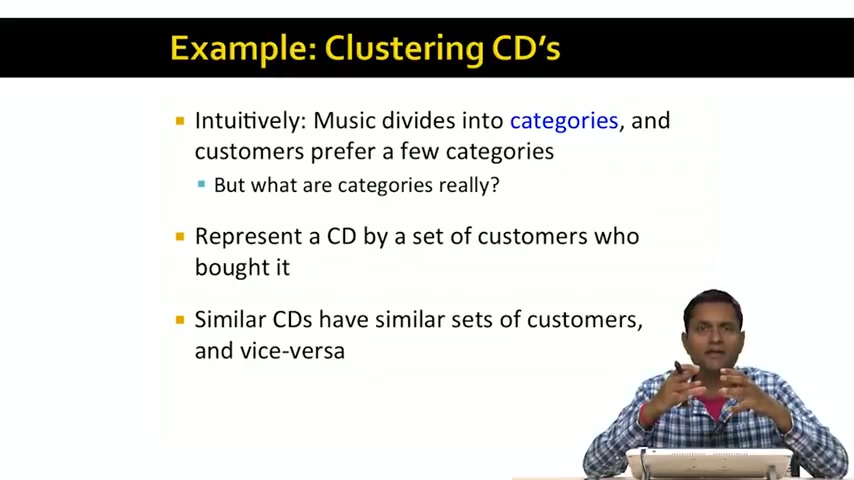 Example: Clustering CD's
Intuitively: Music divides into categories, and
customers prefer a few categories
But what are categories really?
Represent a CD by a set of customers who
bought it
Similar CDs have similar sets of customers,
and vice-versa